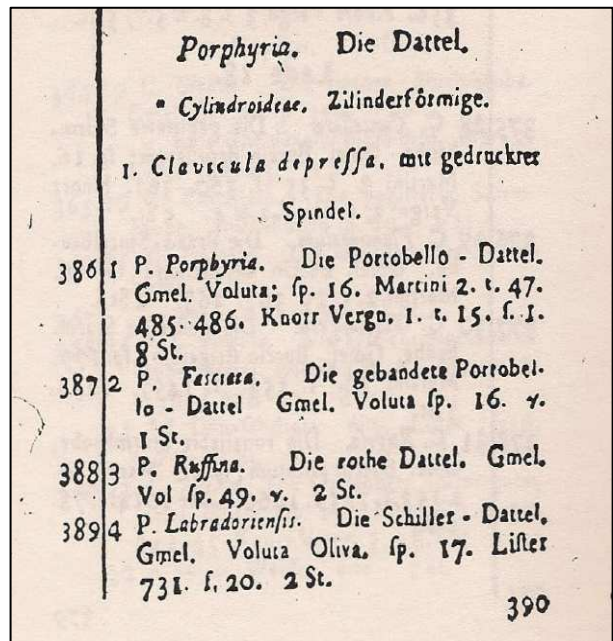 Porphyria. Die Dattel.
* Cylindroideae. Zilinderförmige.
1. Clavicula depreſſa, mit gedruckter
Spindel.
386 1 P. Porphyria. Die Portobello - Dattel.
Gmel. Voluta; ſp. 16. Martini 2. t. 47.
485. 486. Knorr Vergn. 1. t. 15. f. 1.
8 St.
387 2 P. Fasciata. Die gebandete Portobel-
lo - Dattel Gmel. Voluta ſp. 16. γ.
1 St.
388 3 P. Ruffina. Die rothe Dattel. Gmel.
Vol ſp. 49. γ. 2 St.
389 4 P. Labradorienſis. Die Schiller - Dattel.
Gmel. Voluta Oliva. ſp. 17. Liſter
731. f. 20. 2 St.
390